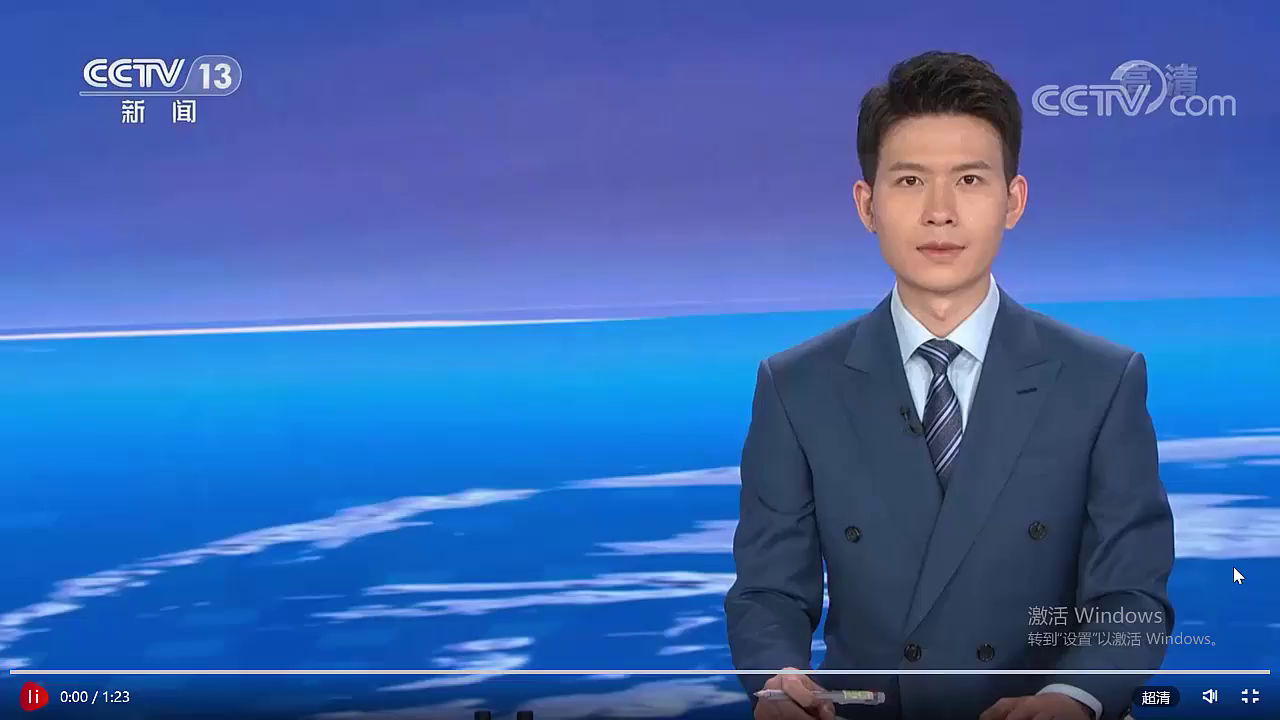 CCTV 13
新闻
高清
CCTV.com
激活 Windows
转到“设置”以激活 Windows。
0:00 / 1:23
超清